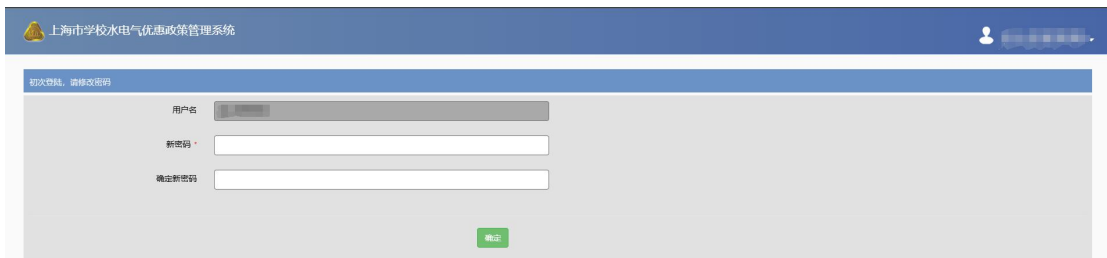 上海市学校水电气优惠政策管理系统
初次登陆，请修改密码
用户名
新密码 *
确定新密码
确定